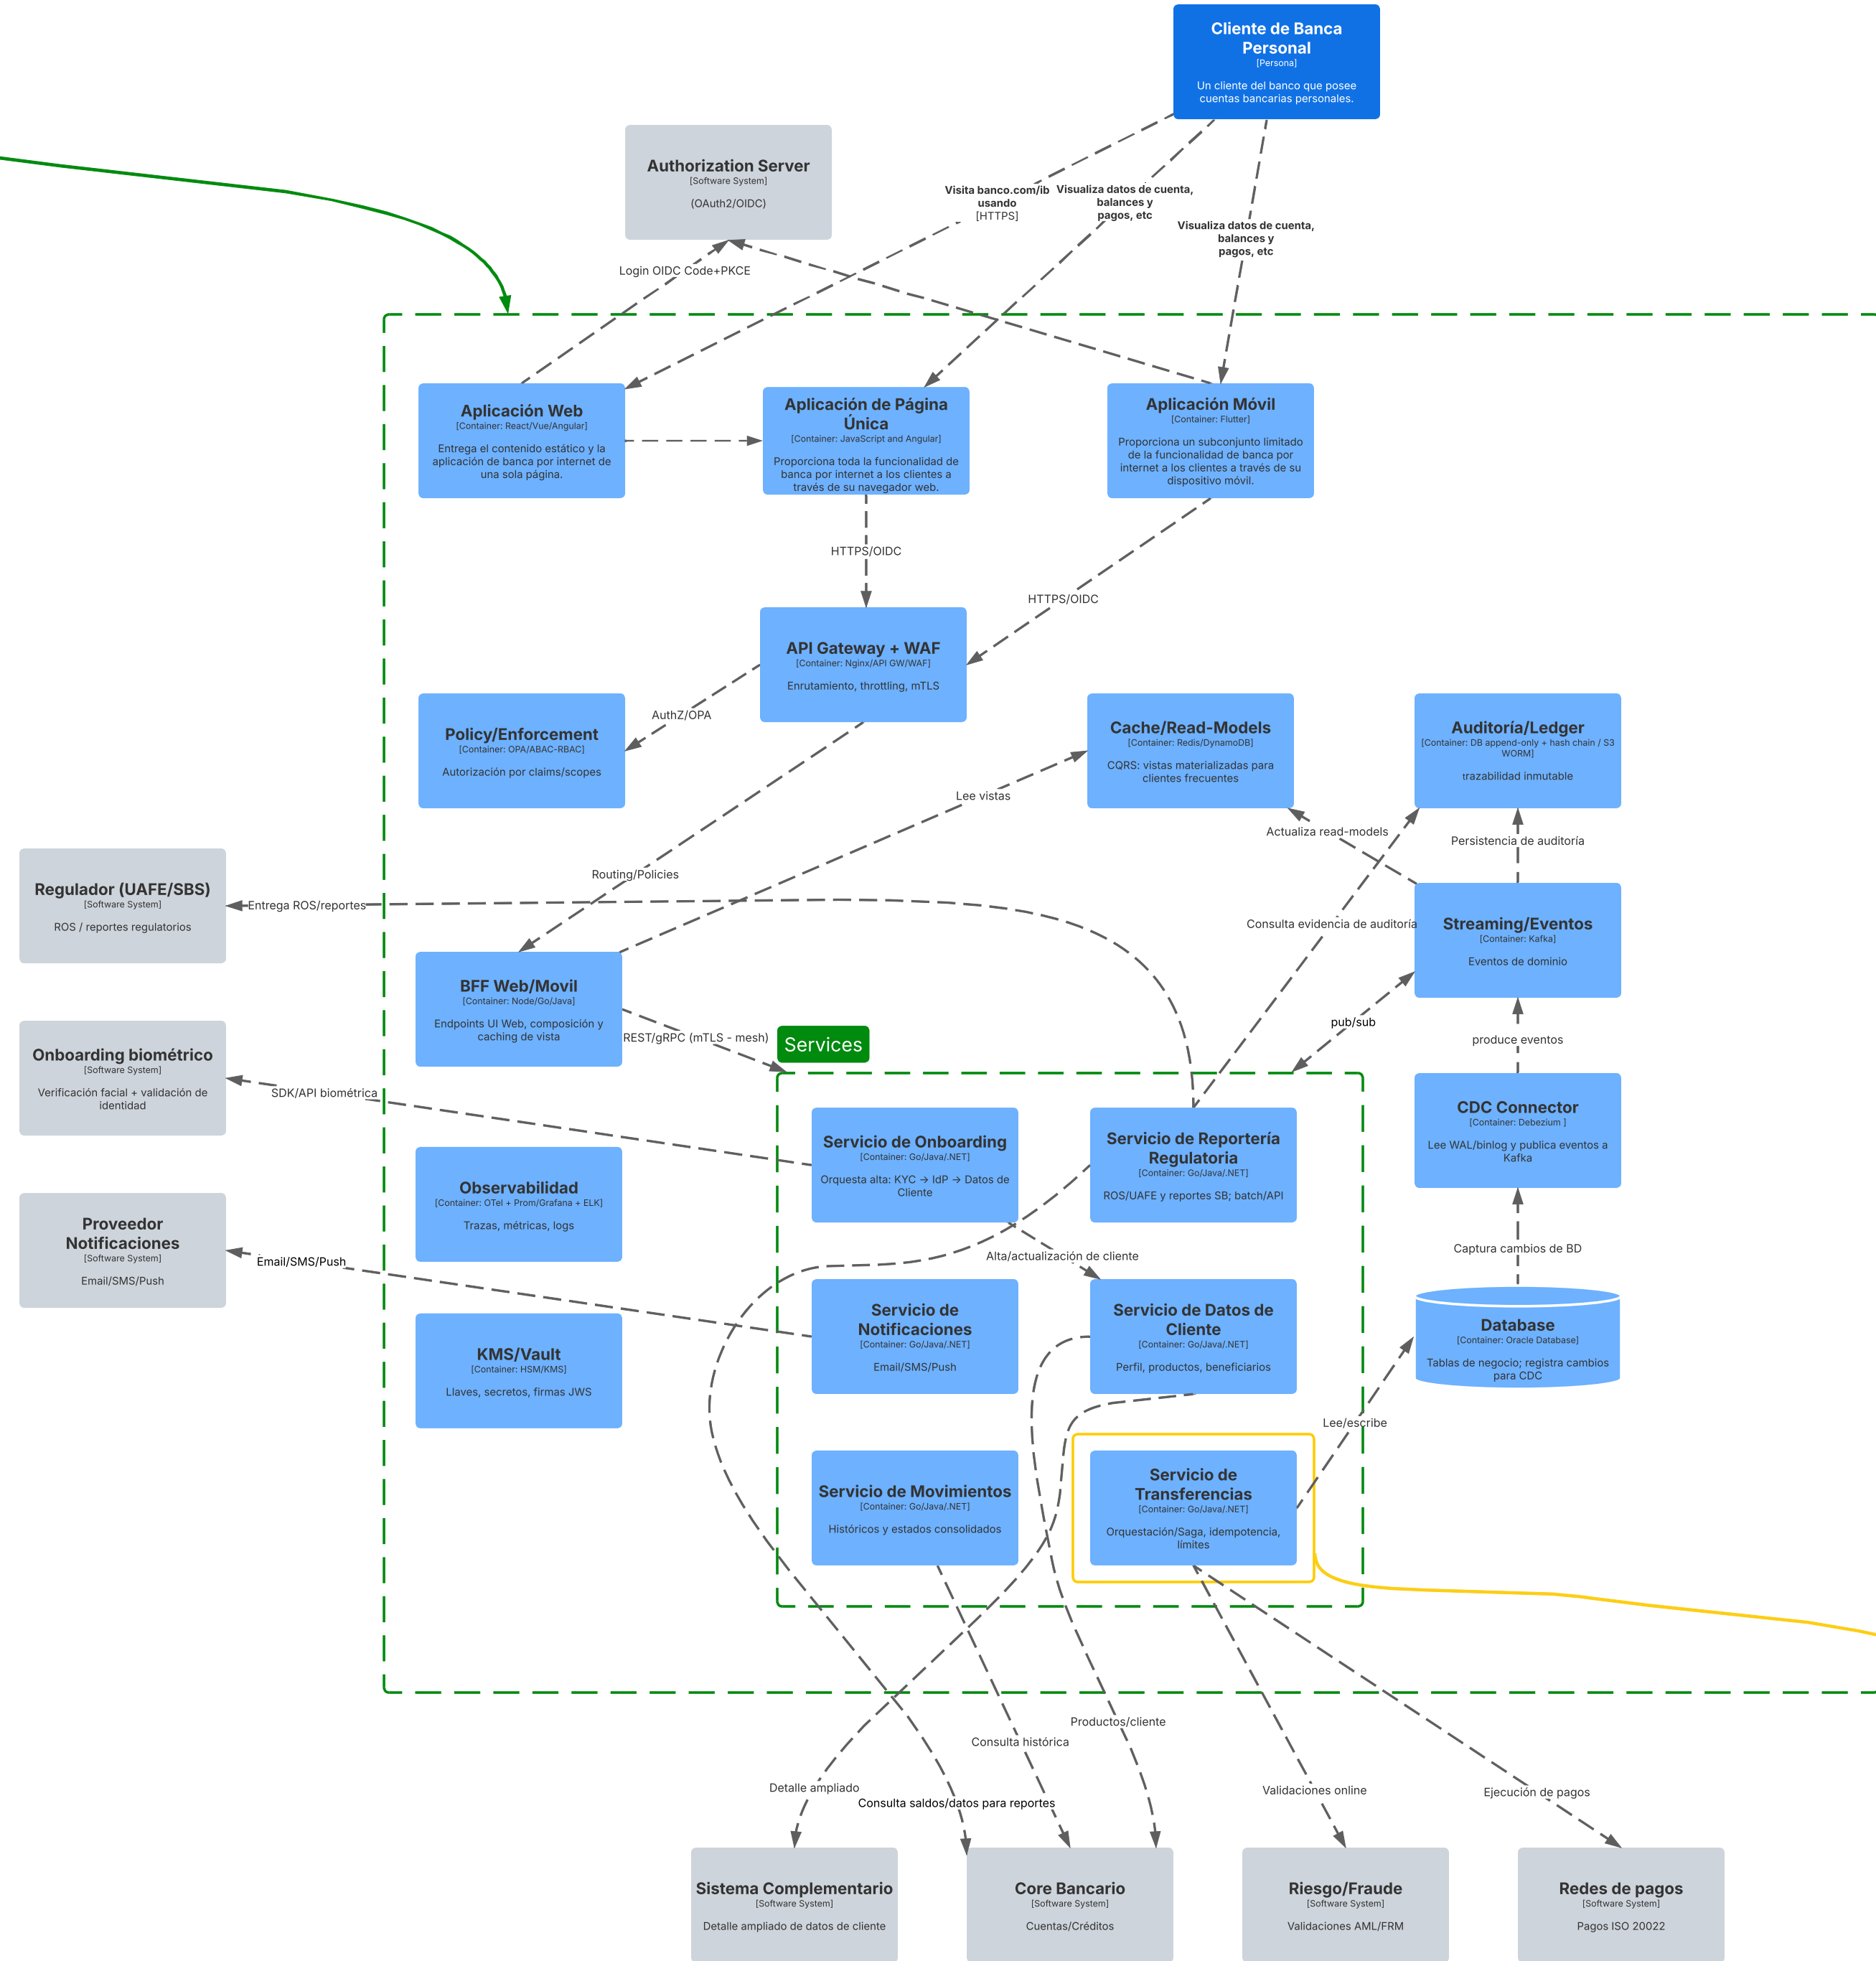 Cliente de Banca
Personal
[Persona]
Un cliente del banco que posee
cuentas bancarias personales.
Authorization Server
[Software System]
(OAuth2/OIDC)
Visita banco.com/ib
usando
[HTTPS]
Visualiza datos de cuenta,
balances y
pagos, etc
Visualiza datos de cuenta,
balances y
pagos, etc
Login OIDC Code+PKCE
Aplicación Web
[Container: React/Vue/Angular]
Entrega el contenido estático y la
aplicación de banca por internet de
una sola página.
Aplicación de Página
Única
[Container: JavaScript and Angular]
Proporciona toda la funcionalidad de
banca por internet a los clientes a
través de su navegador web.
Aplicación Móvil
[Container: Flutter]
Proporciona un subconjunto limitado
de la funcionalidad de banca por
internet a los clientes a través de su
dispositivo móvil.
HTTPS/OIDC
HTTPS/OIDC
API Gateway + WAF
[Container: Nginx/API GW/WAF]
Enrutamiento, throttling, mTLS
AuthZ/OPA
Policy/Enforcement
[Container: OPA/ABAC-RBAC]
Autorización por claims/scopes
Cache/Read-Models
[Container: Redis/DynamoDB]
CQRS: vistas materializadas para
clientes frecuentes
Auditoría/Ledger
[Container: DB append-only + hash chain / S3
WORM]
trazabilidad inmutable
Lee vistas
Actualiza read-models
Persistencia de auditoría
Routing/Policies
Regulador (UAFE/SBS)
[Software System]
ROS / reportes regulatorios
Entrega ROS/reportes
Consulta evidencia de auditoría
Streaming/Eventos
[Container: Kafka]
Eventos de dominio
BFF Web/Movil
[Container: Node/Go/Java]
Endpoints UI Web, composición y
caching de vista
REST/gRPC (mTLS - mesh)
Services
pub/sub
produce eventos
Onboarding biométrico
[Software System]
Verificación facial + validación de
identidad
SDK/API biométrica
Servicio de Onboarding
[Container: Go/Java/.NET]
Orquesta alta: KYC → IdP → Datos de
Cliente
Servicio de Reportería
Regulatoria
[Container: Go/Java/.NET]
ROS/UAFE y reportes SB; batch/API
CDC Connector
[Container: Debezium ]
Lee WAL/binlog y publica eventos a
Kafka
Observabilidad
[Container: OTel + Prom/Grafana + ELK]
Trazas, métricas, logs
Proveedor
Notificaciones
[Software System]
Email/SMS/Push
Email/SMS/Push
Alta/actualización de cliente
Captura cambios de BD
Servicio de
Notificaciones
[Container: Go/Java/.NET]
Email/SMS/Push
Servicio de Datos de
Cliente
[Container: Go/Java/.NET]
Perfil, productos, beneficiarios
Database
[Container: Oracle Database]
Tablas de negocio; registra cambios
para CDC
KMS/Vault
[Container: HSM/KMS]
Llaves, secretos, firmas JWS
Lee/escribe
Servicio de Movimientos
[Container: Go/Java/.NET]
Históricos y estados consolidados
Servicio de
Transferencias
[Container: Go/Java/.NET]
Orquestación/Saga, idempotencia,
límites
Productos/cliente
Consulta histórica
Detalle ampliado
Consulta saldos/datos para reportes
Validaciones online
Ejecución de pagos
Sistema Complementario
[Software System]
Detalle ampliado de datos de cliente
Core Bancario
[Software System]
Cuentas/Créditos
Riesgo/Fraude
[Software System]
Validaciones AML/FRM
Redes de pagos
[Software System]
Pagos ISO 20022